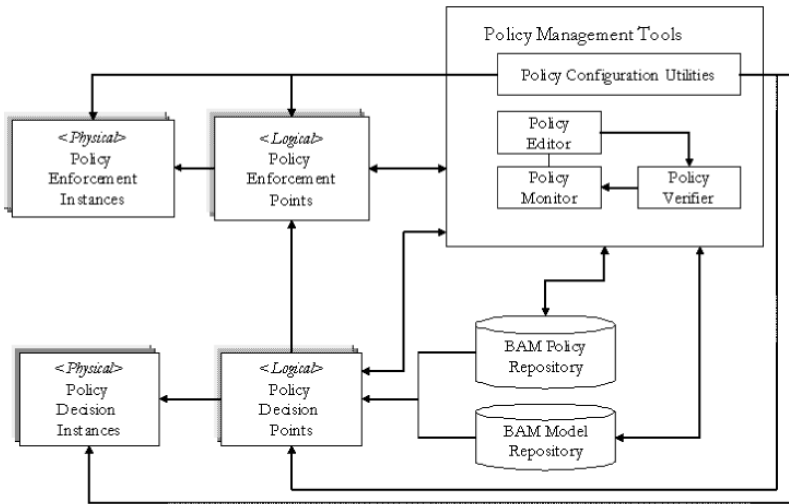 Policy Management Tools
Policy Configuration Utilities
<Physical>
Policy
Enforcement
Instances
<Logical>
Policy
Enforcement
Points
Policy
Editor
Policy
Monitor
Policy
Verifier
<Physical>
Policy
Decision
Instances
<Logical>
Policy
Decision
Points
BAM Policy
Repository
BAM Model
Repository